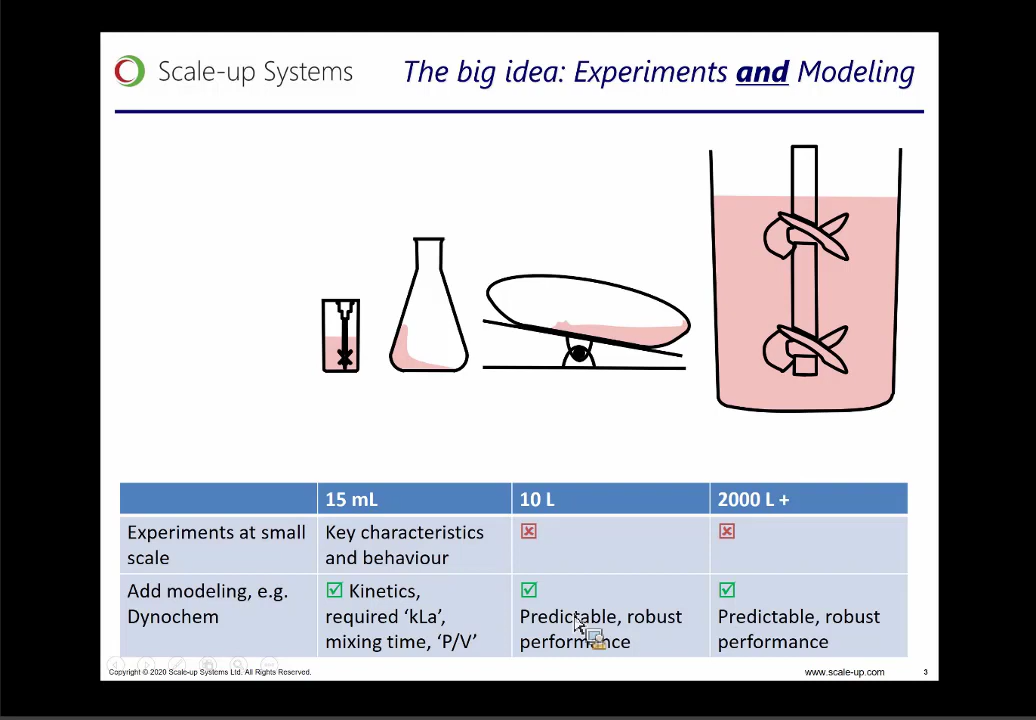 Scale-up Systems
The big idea: Experiments and Modeling
15 mL
10 L
2000 L +
Experiments at small
scale
Key characteristics
and behaviour
Add modeling, e.g.
Dynochem
Kinetics,
required ‘kLa’,
mixing time, ‘P/V’
Predictable, robust
performance
Predictable, robust
performance
Copyright © 2020 Scale-up Systems Ltd. All Rights Reserved.
www.scale-up.com
3